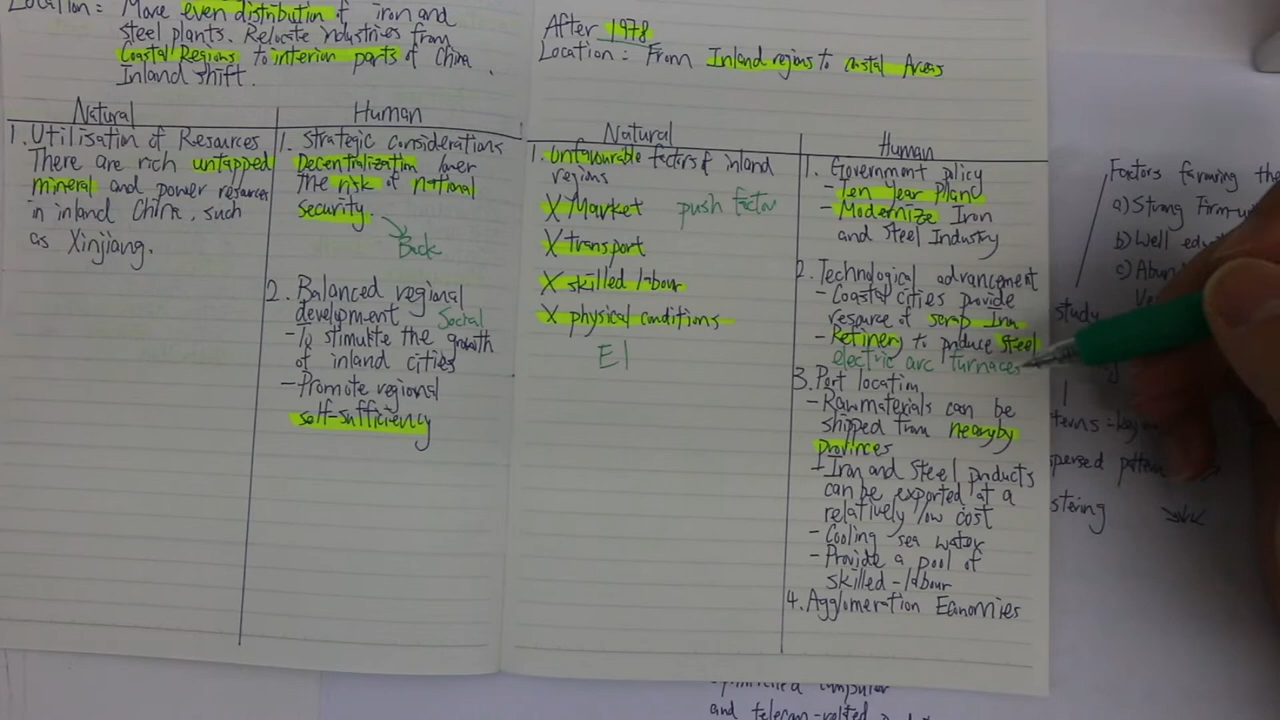 Location: More even distribution of iron and
steel plants. Relocate industries from
Coastal Regions to interior parts of China
Inland shift.
Natural
1. Utilisation of Resources
There are rich untapped
mineral and power resources
in inland China, such
as Xinjiang.
Human
1. Strategic considerations
Decentralization lower
the risk of national
security.
Back
2. Balanced regional
development Social
- To stimulate the growth
of inland cities
- Promote regional
self-sufficiency
After 1978
Location: From Inland regions to coastal Areas
Natural
1. Unfavourable factors of inland
regions
X Market push factor
X transport
X skilled labour
X physical conditions
EI
Human
1. Government policy
- Ten Year Pland
- Modernize Iron
and Steel Industry
2. Technological advancement
- Coastal cities provide
resource of scrap Iron
- Refinery to produce steel
electric arc furnaces
3. Port location
- Raw materials can be
shipped from nearyby
provinces
- Iron and Steel products
can be exported at a
relatively low cost
- Cooling sea water
- Provide a pool of
skilled-labour
4. Agglomeration Economies
Factors forming the
a) Strong Firm-
b) Well
c)
study
stering
and telecom-related